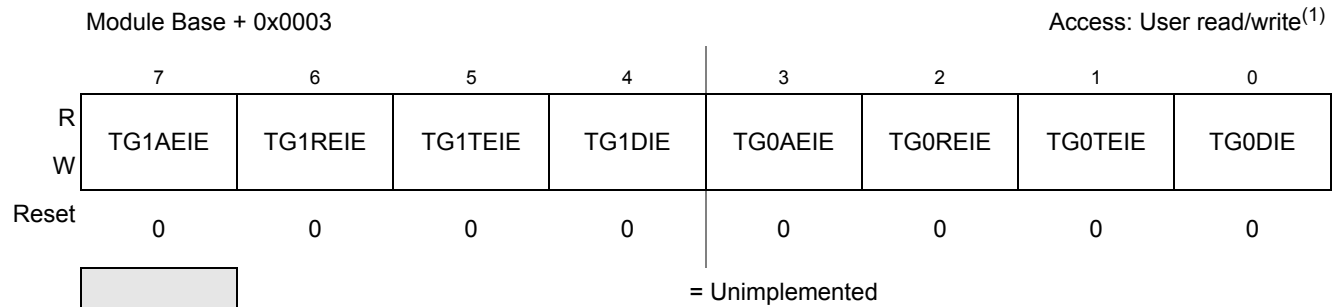 Module Base + 0x0003 Access: User read/write(1)
7 6 5 4 3 2 1 0
R
W
TG1AEIE TG1REIE TG1TEIE TG1DIE TG0AEIE TG0REIE TG0TEIE TG0DIE
Reset 0 0 0 0 0 0 0 0
= Unimplemented